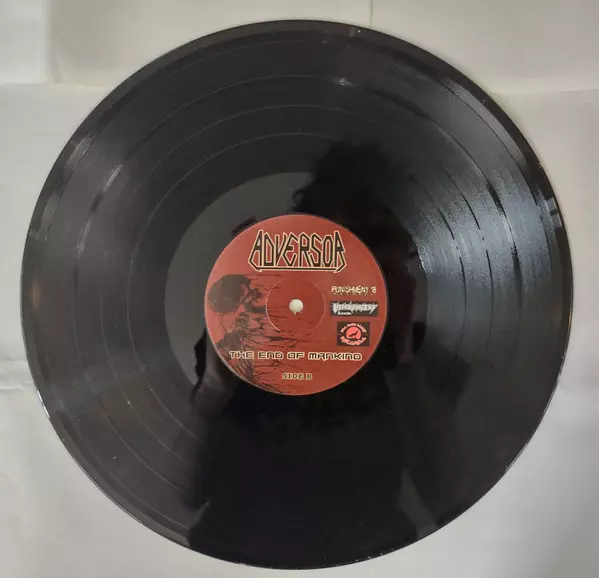 ADVERSOR
PUNISHMENT 18
THE END OF MANKIND
SIDE B